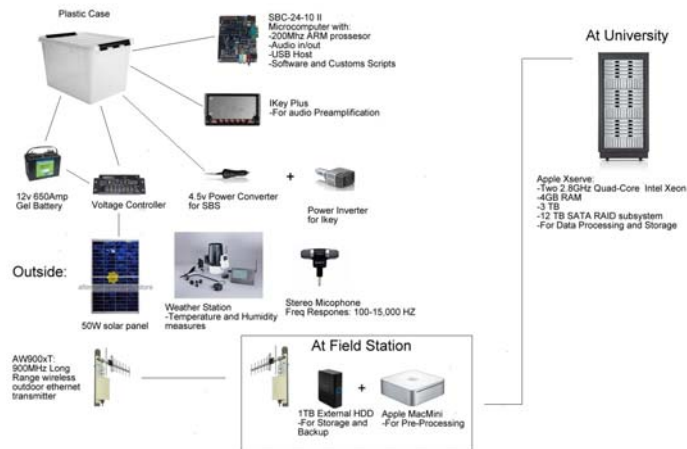 Plastic Case
SBC-24-10 II
Microcomputer with:
-200Mhz ARM prossesor
-Audio in/out
-USB Host
-Software and Customs Scripts
IKey Plus
-For audio Preamplification
12v 650Amp
Gel Battery
Voltage Controller
4.5v Power Converter
for SBS
+
Power Inverter
for Ikey
Outside:
50W solar panel
Weather Station
-Temperature and Humidity
measures
Stereo Micophone
Freq Respones: 100-15,000 HZ
AW900xT:
900MHz Long
Range wireless
outdoor ethernet
transmitter
At Field Station
1TB External HDD
-For Storage and
Backup
+
Apple MacMini
-For Pre-Processing
At University
Apple Xserve:
-Two 2.8GHz Quad-Core Intel Xeon
-4GB RAM
-3 TB
-12 TB SATA RAID subsystem
-For Data Processing and Storage